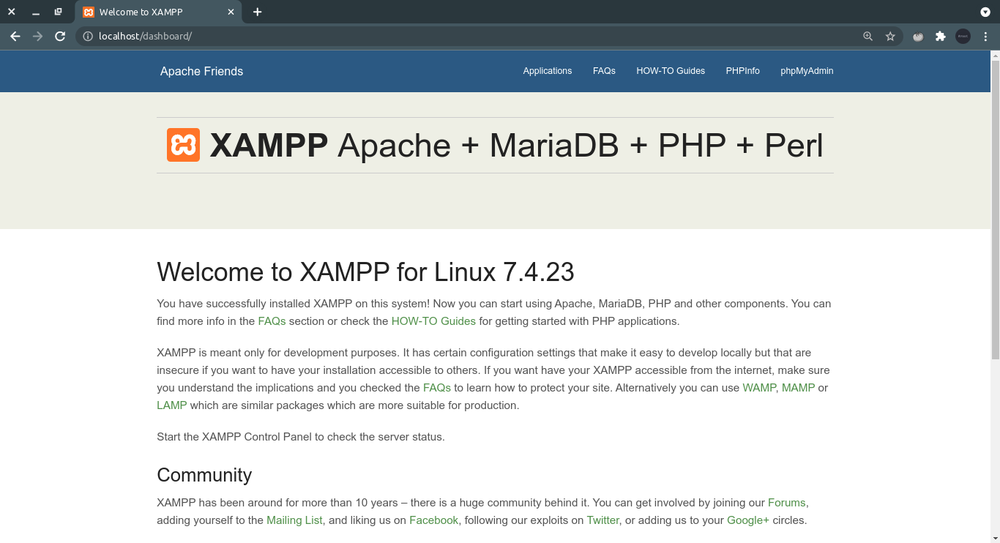 Welcome to XAMPP
localhost/dashboard/
Apache Friends
Applications
FAQs
HOW-TO Guides
PHPInfo
phpMyAdmin
XAMPP Apache + MariaDB + PHP + Perl
Welcome to XAMPP for Linux 7.4.23
You have successfully installed XAMPP on this system! Now you can start using Apache, MariaDB, PHP and other components. You can
find more info in the FAQs section or check the HOW-TO Guides for getting started with PHP applications.
XAMPP is meant only for development purposes. It has certain configuration settings that make it easy to develop locally but that are
insecure if you want to have your installation accessible to others. If you want have your XAMPP accessible from the internet, make sure
you understand the implications and you checked the FAQs to learn how to protect your site. Alternatively you can use WAMP, MAMP or
LAMP which are similar packages which are more suitable for production.
Start the XAMPP Control Panel to check the server status.
Community
XAMPP has been around for more than 10 years – there is a huge community behind it. You can get involved by joining our Forums,
adding yourself to the Mailing List, and liking us on Facebook, following our exploits on Twitter, or adding us to your Google+ circles.